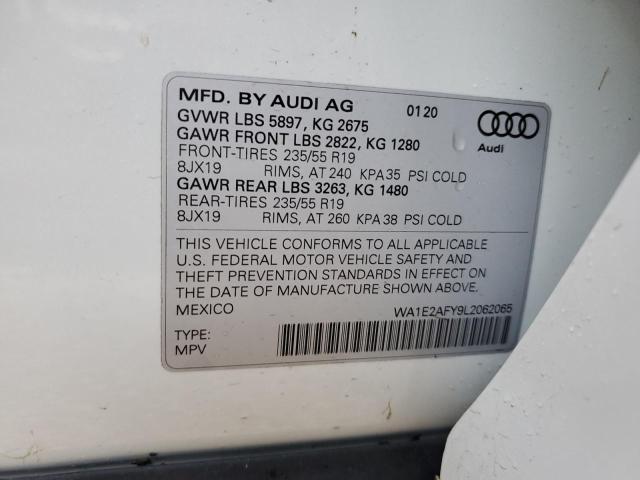 MFD. BY AUDI AG 0120
GVWR LBS 5897, KG 2675
GAWR FRONT LBS 2822, KG 1280
FRONT-TIRES 235/55 R19
8JX19 RIMS, AT 240 KPA 35 PSI COLD
GAWR REAR LBS 3263, KG 1480
REAR-TIRES 235/55 R19
8JX19 RIMS, AT 260 KPA 38 PSI COLD
Audi
THIS VEHICLE CONFORMS TO ALL APPLICABLE
U.S. FEDERAL MOTOR VEHICLE SAFETY AND
THEFT PREVENTION STANDARDS IN EFFECT ON
THE DATE OF MANUFACTURE SHOWN ABOVE.
MEXICO WA1E2AFY9L2062065
TYPE:
MPV